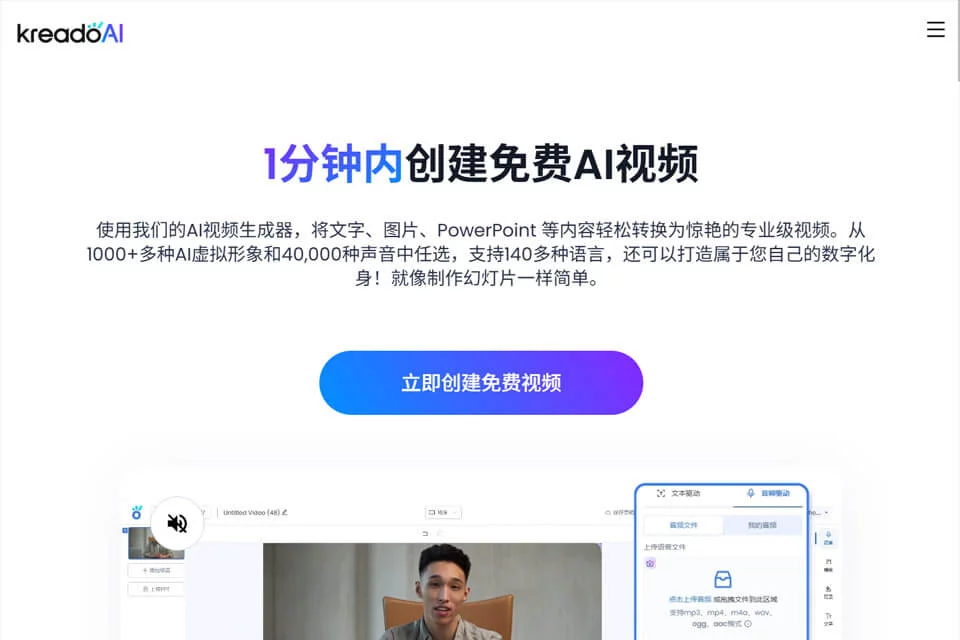 kreadoAI
1分钟内创建免费AI视频
使用我们的AI视频生成器，将文字、图片、PowerPoint 等内容轻松转换为惊艳的专业级视频。从
1000+多种AI虚拟形象和40,000种声音中任选，支持140多种语言，还可以打造属于您自己的数字化
身！就像制作幻灯片一样简单。
立即创建免费视频
Untitled Video (48)
16:9
文本驱动
音频驱动
音频文件
我的音频
上传语音文件
点击上传音频 或拖拽文件到此区域
支持mp3、mp4、m4a、wav、
ogg、aac格式
上传PPT